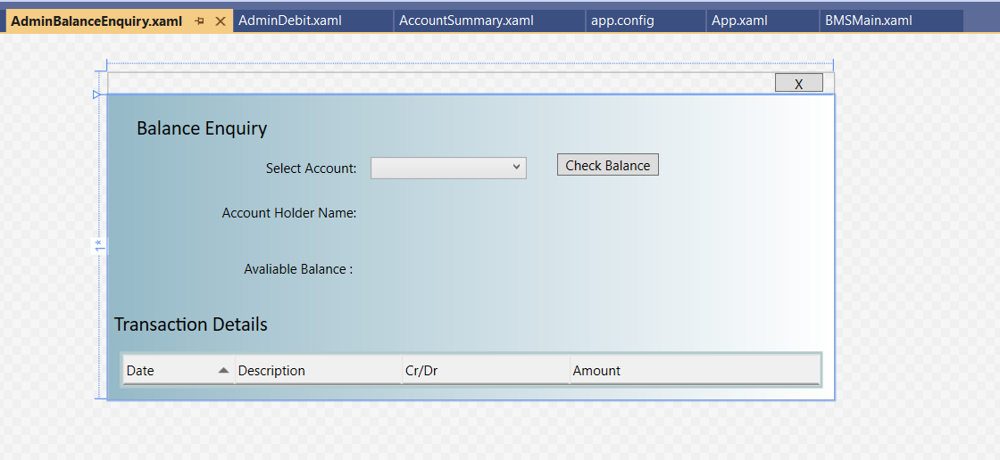 AdminBalanceEnquiry.xaml AdminDebit.xaml AccountSummary.xaml app.config App.xaml BMSMain.xaml
X
Balance Enquiry
Select Account: Check Balance
Account Holder Name:
1*
Avaliable Balance :
Transaction Details
Date Description Cr/Dr Amount